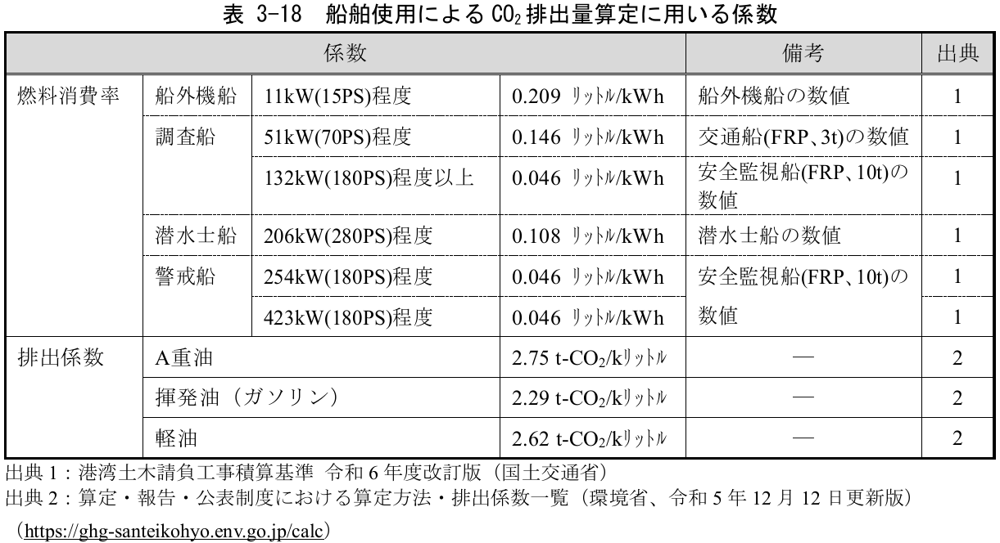 表 3-18 船舶使用による CO₂排出量算定に用いる係数
係数 備考 出典
燃料消費率 船外機船 11kW(15PS)程度 0.209 ﾘｯﾄﾙ/kWh 船外機船の数値 1
調査船 51kW(70PS)程度 0.146 ﾘｯﾄﾙ/kWh 交通船(FRP、3t)の数値 1
132kW(180PS)程度以上 0.046 ﾘｯﾄﾙ/kWh 安全監視船(FRP、10t)の 1
数値
潜水士船 206kW(280PS)程度 0.108 ﾘｯﾄﾙ/kWh 潜水士船の数値 1
警戒船 254kW(180PS)程度 0.046 ﾘｯﾄﾙ/kWh 安全監視船(FRP、10t)の 1
423kW(180PS)程度 0.046 ﾘｯﾄﾙ/kWh 数値 1
排出係数 A重油 2.75 t-CO₂/kﾘｯﾄﾙ ― 2
揮発油（ガソリン） 2.29 t-CO₂/kﾘｯﾄﾙ ― 2
軽油 2.62 t-CO₂/kﾘｯﾄﾙ ― 2
出典 1：港湾土木請負工事積算基準 令和 6 年度改訂版（国土交通省）
出典 2：算定・報告・公表制度における算定方法・排出係数一覧（環境省、令和 5 年 12 月 12 日更新版）
（https://ghg-santeikohyo.env.go.jp/calc）